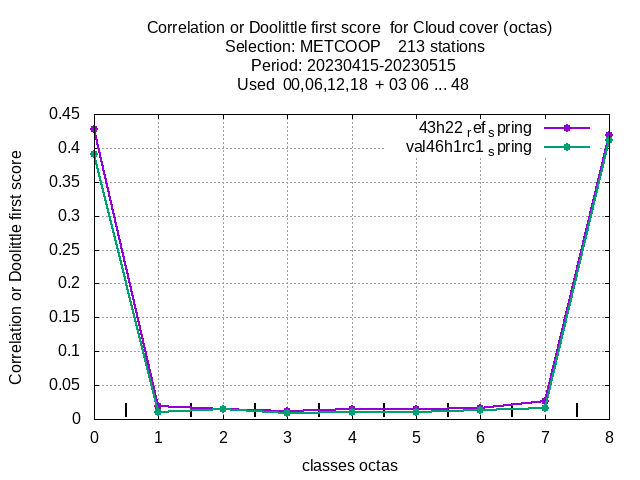 Correlation or Doolittle first score  for Cloud cover (octas)
Selection: METCOOP    213 stations
Period: 20230415-20230515
Used  00,06,12,18  + 03 06 ... 48
43h22 ref spring
val46h1rc1 spring
Correlation or Doolittle first score
0.45
0.4
0.35
0.3
0.25
0.2
0.15
0.1
0.05
0
0 1 2 3 4 5 6 7 8
classes octas